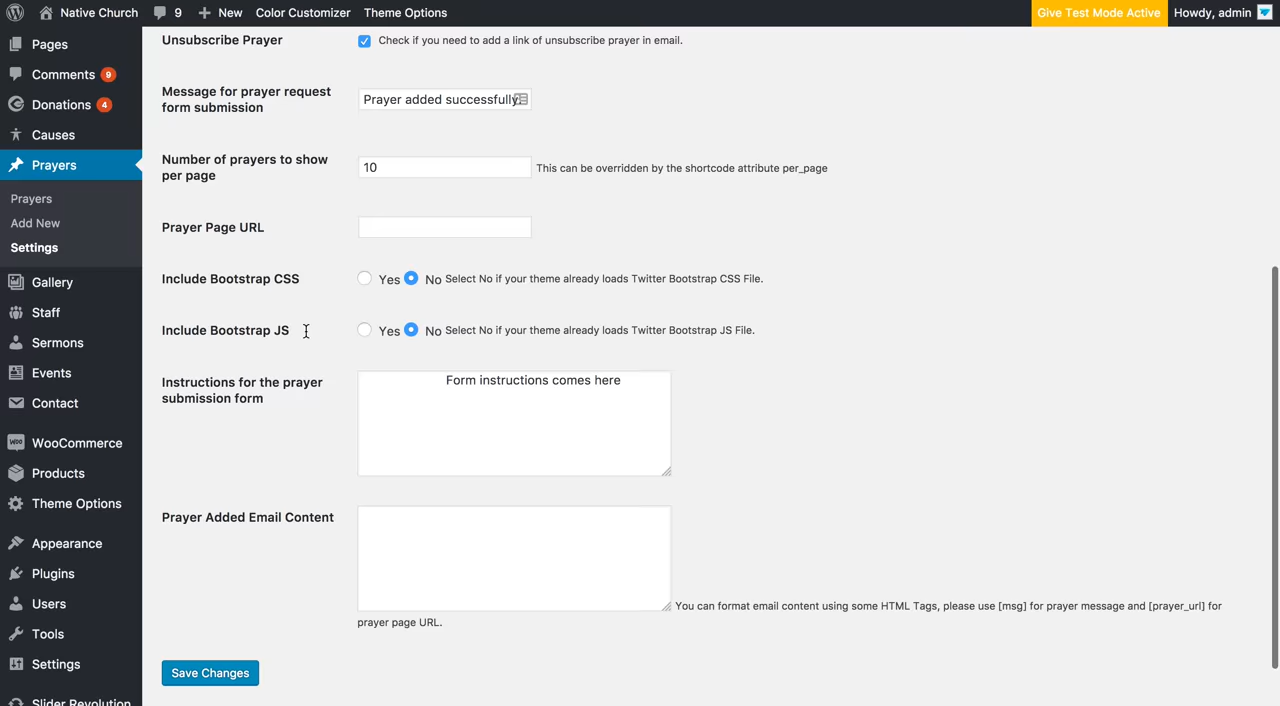 Native Church 9 New Color Customizer Theme Options Give Test Mode Active Howdy, admin
Pages
Comments 9
Donations 4
Causes
Prayers
Prayers
Add New
Settings
Gallery
Staff
Sermons
Events
Contact
WooCommerce
Products
Theme Options
Appearance
Plugins
Users
Tools
Settings
Slider Revolution
Unsubscribe Prayer Check if you need to add a link of unsubscribe prayer in email.
Message for prayer request
form submission
Prayer added successfully.
Number of prayers to show
per page
10 This can be overridden by the shortcode attribute per_page
Prayer Page URL
Include Bootstrap CSS Yes No Select No if your theme already loads Twitter Bootstrap CSS File.
Include Bootstrap JS Yes No Select No if your theme already loads Twitter Bootstrap JS File.
Instructions for the prayer
submission form
Form instructions comes here
Prayer Added Email Content
You can format email content using some HTML Tags, please use [msg] for prayer message and [prayer_url] for
prayer page URL.
Save Changes